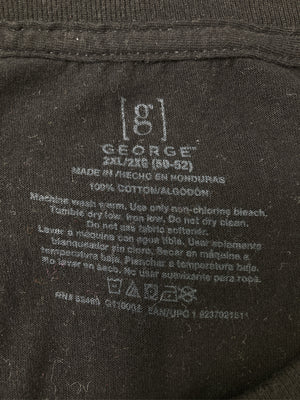 [g]
GEORGE™
2XL/2XG (50-52)
MADE IN/HECHO EN HONDURAS
100% COTTON/ALGODÓN
Machine wash warm. Use only non-chlorine bleach.
Tumble dry low. Iron low. Do not dry clean.
Do not use fabric softener.
Lavar a máquina con agua tibia. Usar solamente
blanqueador sin cloro. Secar en máquina a
temperatura baja. Planchar a temperatura baja.
No lavar en seco. No use suavizante para ropa.